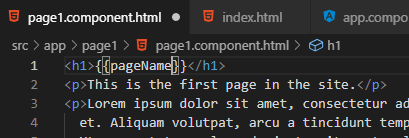 page1.component.html index.html app.compo
src > app > page1 > page1.component.html > h1
1 <h1>{{pageName}}</h1>
2 <p>This is the first page in the site.</p>
3 <p>Lorem ipsum dolor sit amet, consectetur ad
et. Aliquam volutpat, arcu a tincidunt temp